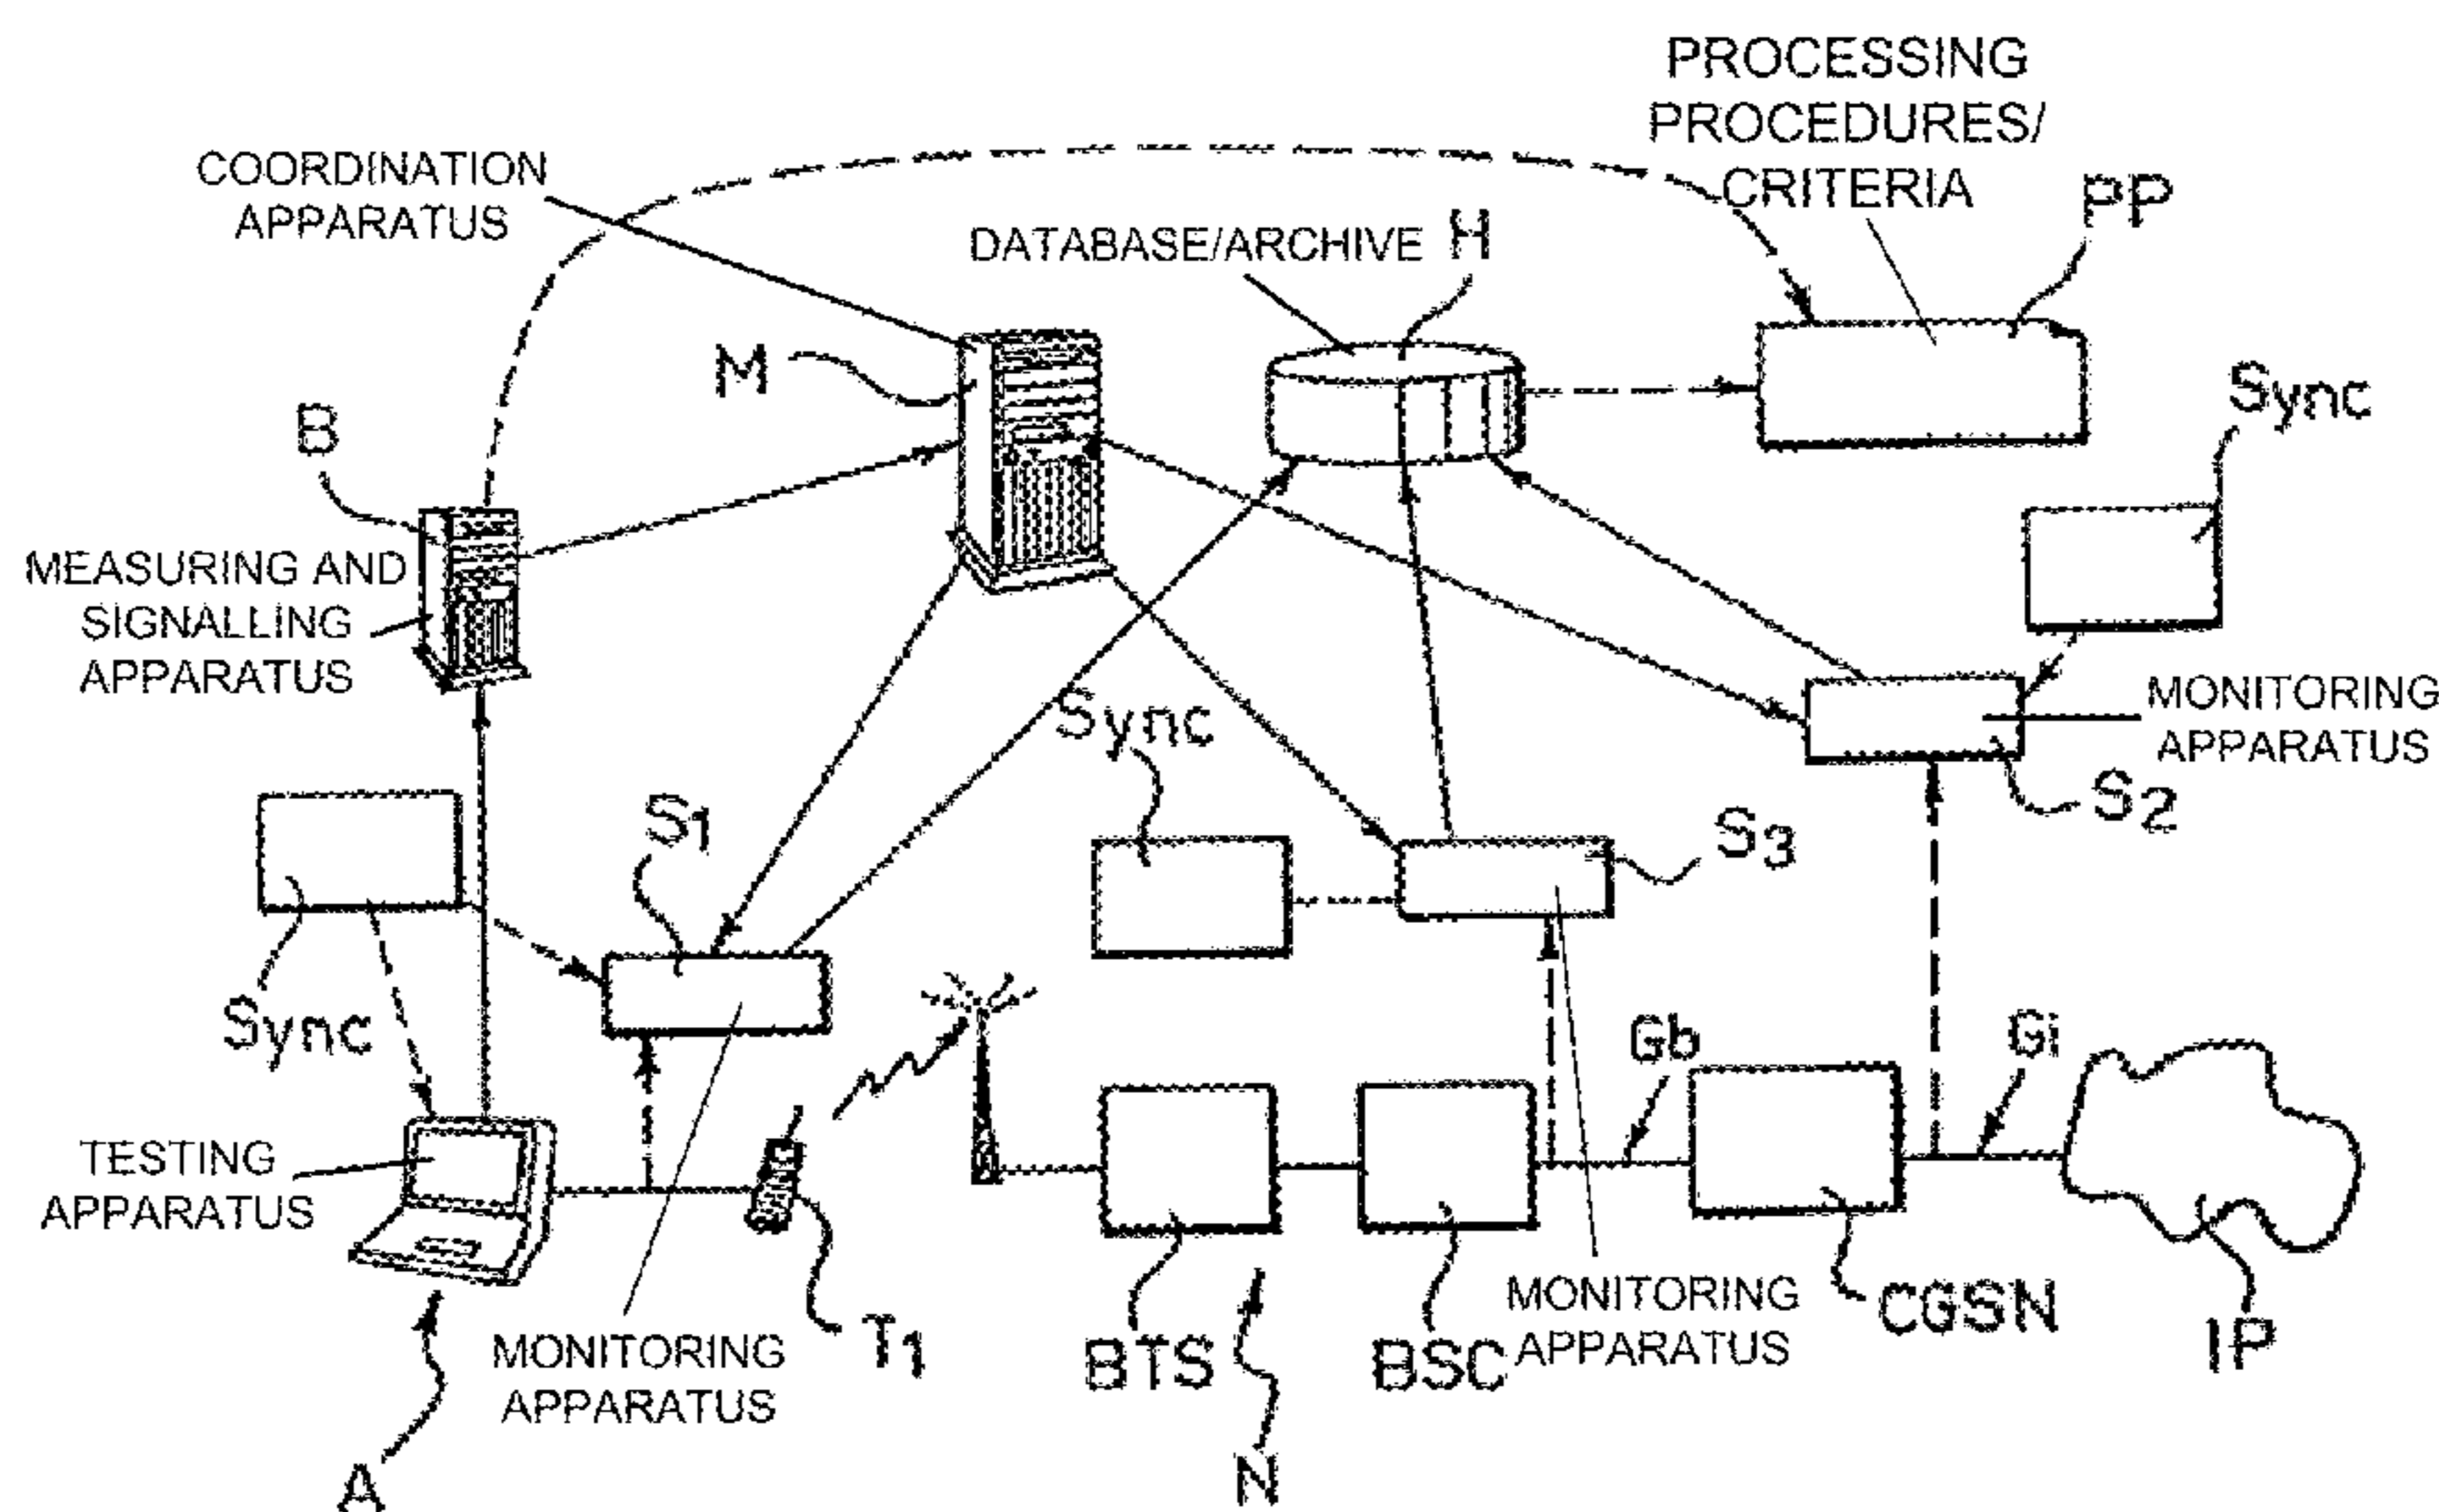 PROCESSING
PROCEDURES/
CRITERIA
PP
COORDINATION
APPARATUS
DATABASE/ARCHIVE H
M
Sync
B
MEASURING AND
SIGNALLING
APPARATUS
MONITORING
APPARATUS
Sync
S2
S1
S3
Sync
Gb
Gi
TESTING
APPARATUS
MONITORING
APPARATUS
T1
BTS
BSC
MONITORING
APPARATUS
CGSN
IP
A
N